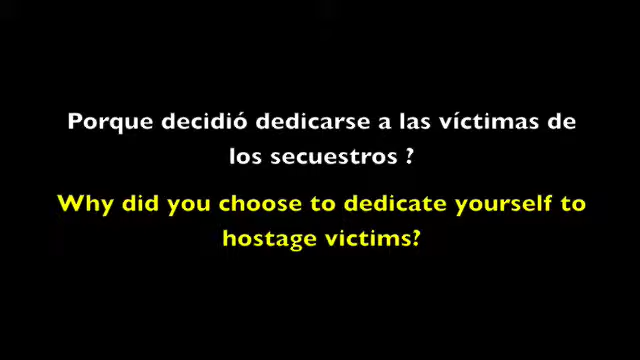 Porque decidió dedicarse a las víctimas de
los secuestros ?
Why did you choose to dedicate yourself to
hostage victims?